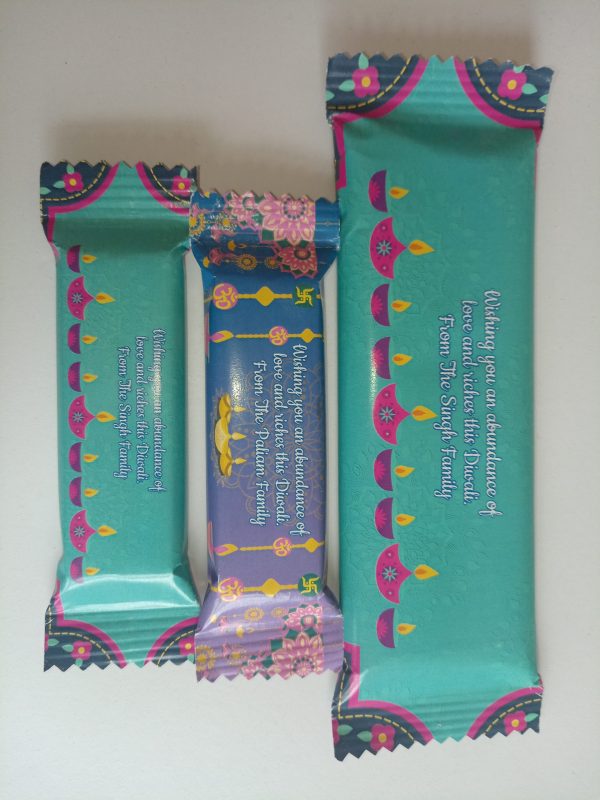 Wishing you an abundance of
love and riches this Diwali,
From The Singh Family
Wishing you an abundance of
love and riches this Diwali,
From The Paliam Family
Wishing you an abundance of
love and riches this Diwali,
From The Singh Family